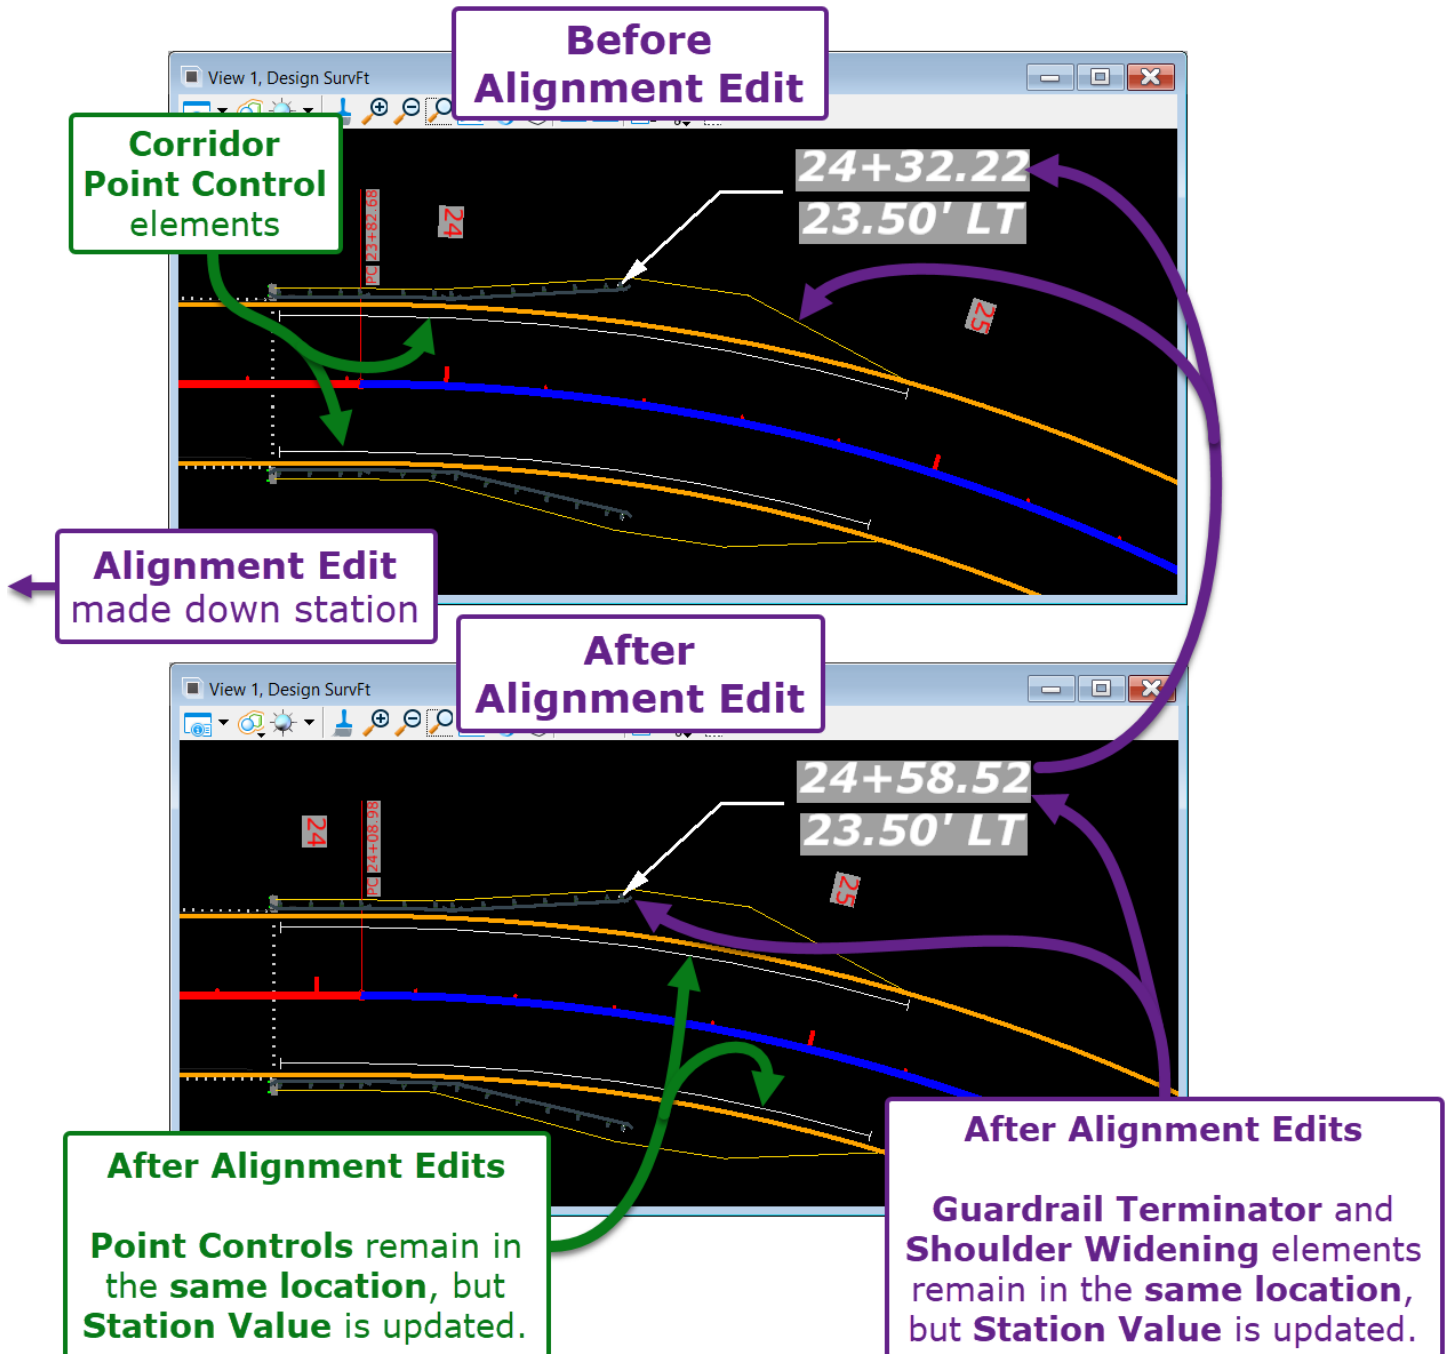 Before
Alignment Edit
View 1, Design SurvFt
Corridor
Point Control
elements
24+32.22
23.50' LT
PC 23+82.68
24
25
Alignment Edit
made down station
After
Alignment Edit
View 1, Design SurvFt
24+58.52
23.50' LT
24
PC 24+08.98
25
After Alignment Edits
Point Controls remain in
the same location, but
Station Value is updated.
After Alignment Edits
Guardrail Terminator and
Shoulder Widening elements
remain in the same location,
but Station Value is updated.